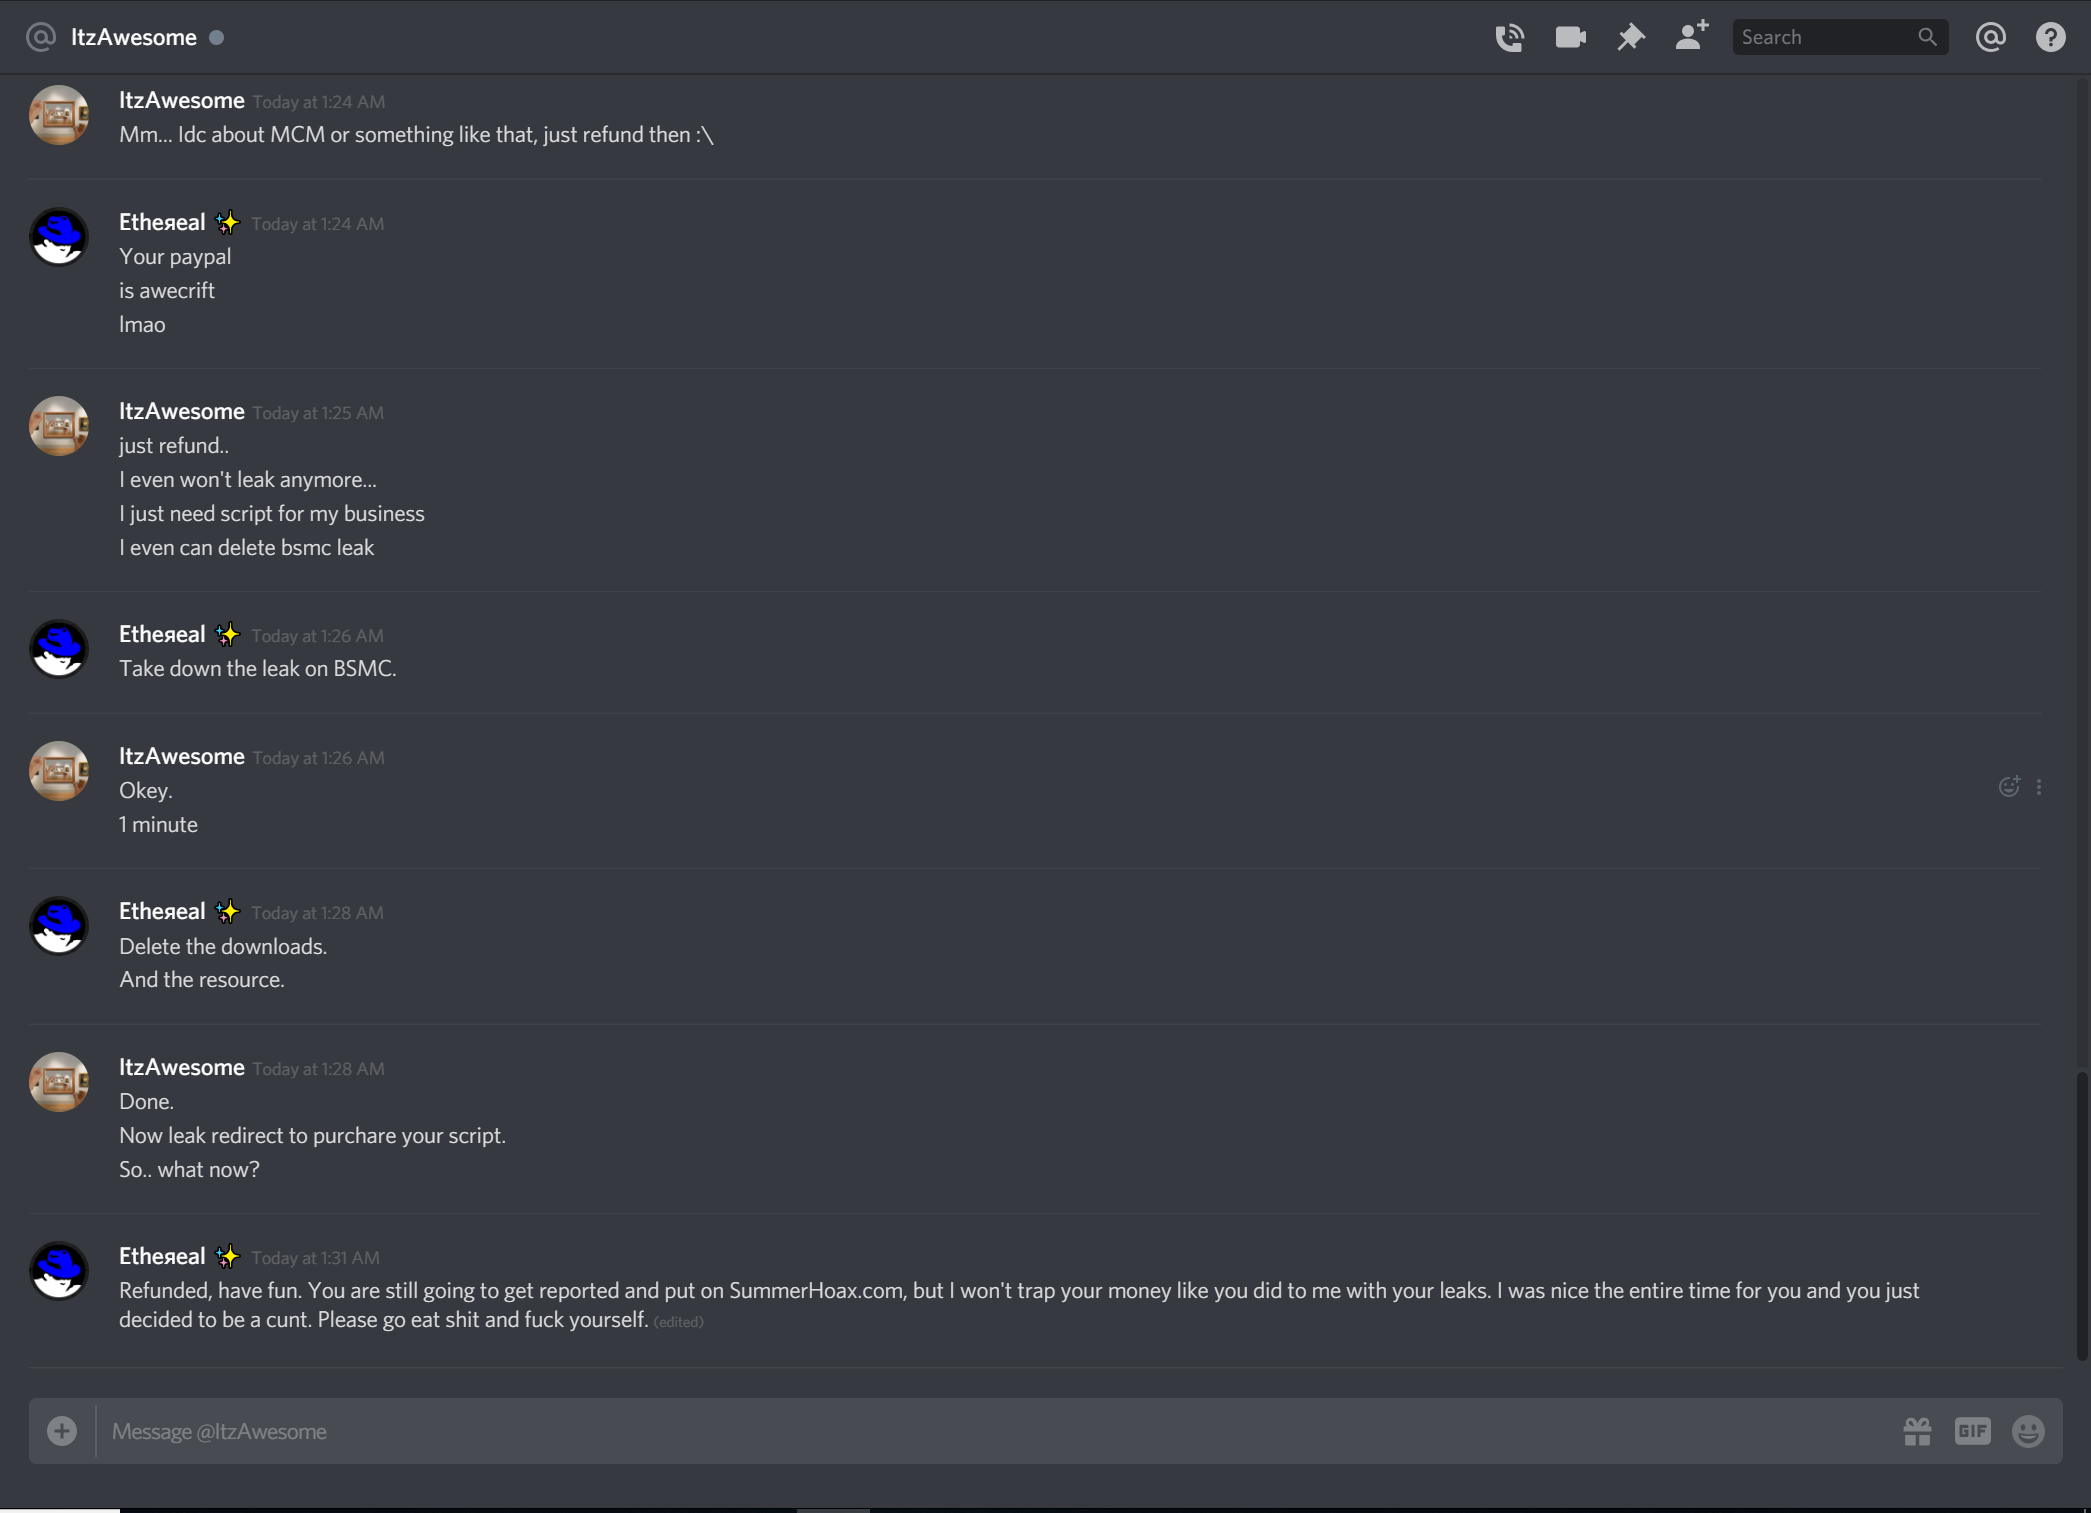 ItzAwesome
Search
ItzAwesome Today at 1:24 AM
Mm... Idc about MCM or something like that, just refund then :\
Etheяeal ✨ Today at 1:24 AM
Your paypal
is awecrift
lmao
ItzAwesome Today at 1:25 AM
just refund..
I even won't leak anymore...
I just need script for my business
I even can delete bsmc leak
Etheяeal ✨ Today at 1:26 AM
Take down the leak on BSMC.
ItzAwesome Today at 1:26 AM
Okey.
1 minute
Etheяeal ✨ Today at 1:28 AM
Delete the downloads.
And the resource.
ItzAwesome Today at 1:28 AM
Done.
Now leak redirect to purchare your script.
So.. what now?
Etheяeal ✨ Today at 1:31 AM
Refunded, have fun. You are still going to get reported and put on SummerHoax.com, but I won't trap your money like you did to me with your leaks. I was nice the entire time for you and you just
decided to be a cunt. Please go eat shit and fuck yourself. (edited)
Message @ItzAwesome
GIF